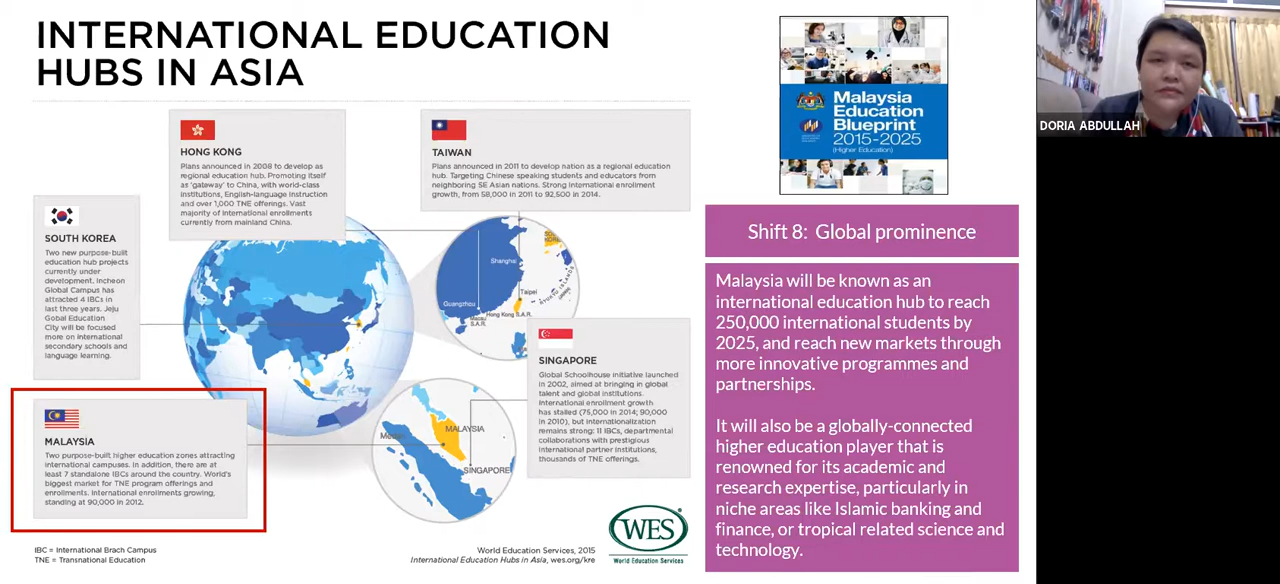 INTERNATIONAL EDUCATION
HUBS IN ASIA
HONG KONG
Plans announced in 2008 to develop as
regional education hub. Promoting itself
as 'gateway' to China, with world-class
institutions, English-language instruction
and over 1,000 TNE offerings. Vast
majority of international enrollments
currently from mainland China.
TAIWAN
Plans announced in 2011 to develop nation as a regional education
hub. Targeting Chinese speaking students and educators from
neighboring SE Asian nations. Strong international enrollment
growth, from 58,000 in 2011 to 92,500 in 2014.
SOUTH KOREA
Two new purpose-built
education hub projects
currently under
development. Incheon
Global Campus has
attracted 4 IBCs in
last three years. Jeju
Gobal Education
City will be focused
more on international
secondary schools and
language learning.
Shanghai
Taipei
Guangzhou
Hong Kong S.A.R.
Macau
S.A.R.
RYUKYU ISLANDS
SINGAPORE
Global Schoolhouse initiative launched
in 2002, aimed at bringing in global
talent and global institutions.
International enrollment growth
has stalled (75,000 in 2014; 90,000
in 2010), but internationalization
remains strong: 11 IBCs, departmental
collaborations with prestigious
international partner institutions,
thousands of TNE offerings.
MALAYSIA
Two purpose-built higher education zones attracting
international campuses. In addition, there are at
least 7 standalone IBCs around the country. World's
biggest market for TNE program offerings and
enrollments. International enrollments growing,
standing at 90,000 in 2012.
MALAYSIA
SINGAPORE
IBC = International Brach Campus
TNE = Transnational Education
World Education Services, 2015
International Education Hubs in Asia, wes.org/kre
WES
World Education Services
Malaysia
Education
Blueprint
2015-2025
(Higher Education)
Shift 8: Global prominence
Malaysia will be known as an
international education hub to reach
250,000 international students by
2025, and reach new markets through
more innovative programmes and
partnerships.
It will also be a globally-connected
higher education player that is
renowned for its academic and
research expertise, particularly in
niche areas like Islamic banking and
finance, or tropical related science and
technology.
DORIA ABDULLAH